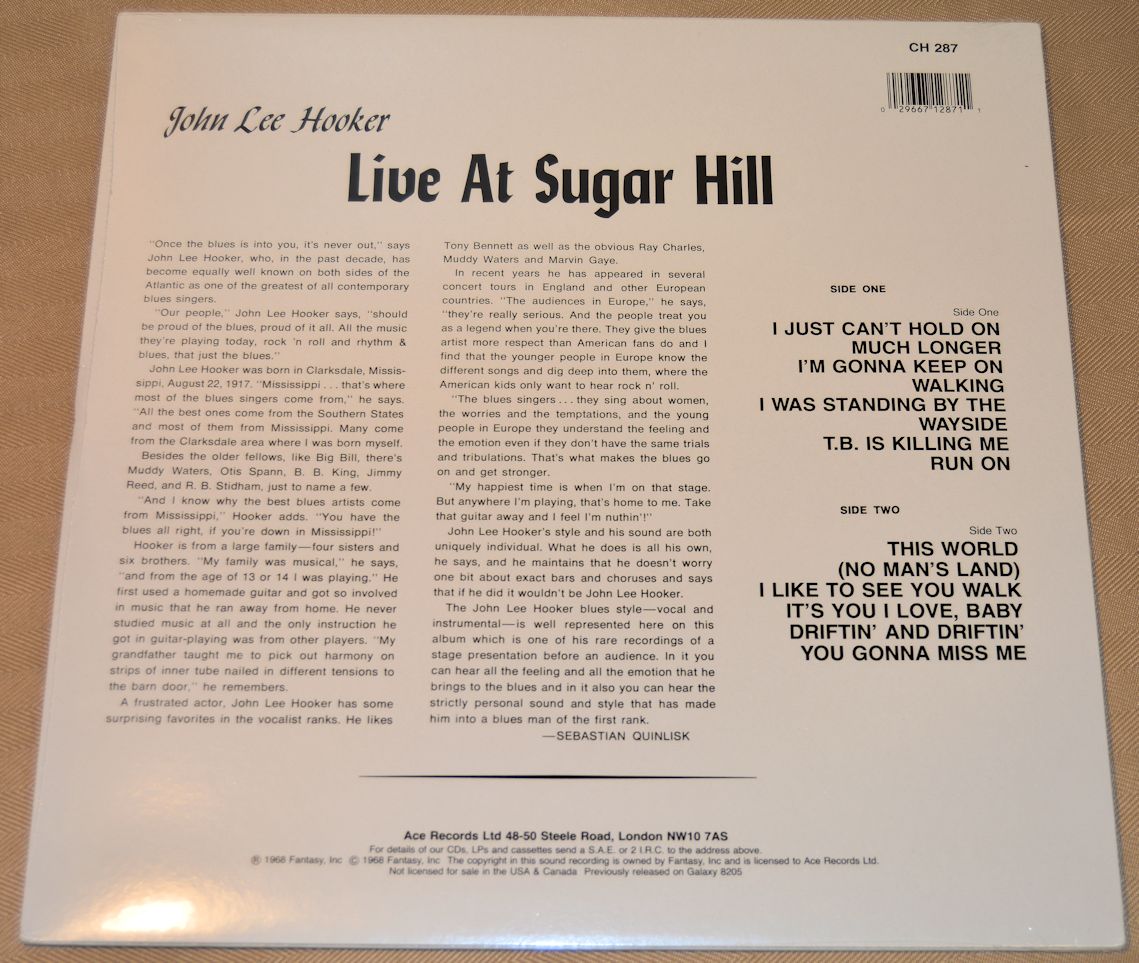 CH 287
0 29667 12871 1
John Lee Hooker
Live At Sugar Hill
"Once the blues is into you, it's never out," says
John Lee Hooker, who, in the past decade, has
become equally well known on both sides of the
Atlantic as one of the greatest of all contemporary
blues singers.
"Our people," John Lee Hooker says, "should
be proud of the blues, proud of it all. All the music
they're playing today, rock 'n roll and rhythm &
blues, that just the blues."
John Lee Hooker was born in Clarksdale, Missis-
sippi, August 22, 1917. "Mississippi . . . that's where
most of the blues singers come from," he says.
"All the best ones come from the Southern States
and most of them from Mississippi. Many come
from the Clarksdale area where I was born myself.
Besides the older fellows, like Big Bill, there's
Muddy Waters, Otis Spann, B. B. King, Jimmy
Reed, and R. B. Stidham, just to name a few.
"And I know why the best blues artists come
from Mississippi," Hooker adds. "You have the
blues all right, if you're down in Mississippi!"
Hooker is from a large family—four sisters and
six brothers. "My family was musical," he says,
"and from the age of 13 or 14 I was playing." He
first used a homemade guitar and got so involved
in music that he ran away from home. He never
studied music at all and the only instruction he
got in guitar-playing was from other players. "My
grandfather taught me to pick out harmony on
strips of inner tube nailed in different tensions to
the barn door," he remembers.
A frustrated actor, John Lee Hooker has some
surprising favorites in the vocalist ranks. He likes
Tony Bennett as well as the obvious Ray Charles,
Muddy Waters and Marvin Gaye.
In recent years he has appeared in several
concert tours in England and other European
countries. "The audiences in Europe," he says,
"they're really serious. And the people treat you
as a legend when you're there. They give the blues
artist more respect than American fans do and I
find that the younger people in Europe know the
different songs and dig deep into them, where the
American kids only want to hear rock n' roll.
"The blues singers . . . they sing about women,
the worries and the temptations, and the young
people in Europe they understand the feeling and
the emotion even if they don't have the same trials
and tribulations. That's what makes the blues go
on and get stronger.
"My happiest time is when I'm on that stage.
But anywhere I'm playing, that's home to me. Take
that guitar away and I feel I'm nuthin'!"
John Lee Hooker's style and his sound are both
uniquely individual. What he does is all his own,
he says, and he maintains that he doesn't worry
one bit about exact bars and choruses and says
that if he did it wouldn't be John Lee Hooker.
The John Lee Hooker blues style—vocal and
instrumental—is well represented here on this
album which is one of his rare recordings of a
stage presentation before an audience. In it you
can hear all the feeling and all the emotion that he
brings to the blues and in it also you can hear the
strictly personal sound and style that has made
him into a blues man of the first rank.
—SEBASTIAN QUINLISK
SIDE ONE
Side One
I JUST CAN'T HOLD ON
MUCH LONGER
I'M GONNA KEEP ON
WALKING
I WAS STANDING BY THE
WAYSIDE
T.B. IS KILLING ME
RUN ON
SIDE TWO
Side Two
THIS WORLD
(NO MAN'S LAND)
I LIKE TO SEE YOU WALK
IT'S YOU I LOVE, BABY
DRIFTIN' AND DRIFTIN'
YOU GONNA MISS ME
Ace Records Ltd 48-50 Steele Road, London NW10 7AS
For details of our CDs, LPs and cassettes send a S.A.E. or 2 I.R.C. to the address above.
℗ 1968 Fantasy, Inc © 1968 Fantasy, Inc The copyright in this sound recording is owned by Fantasy, Inc and is licensed to Ace Records Ltd.
Not licensed for sale in the USA & Canada Previously released on Galaxy 8205